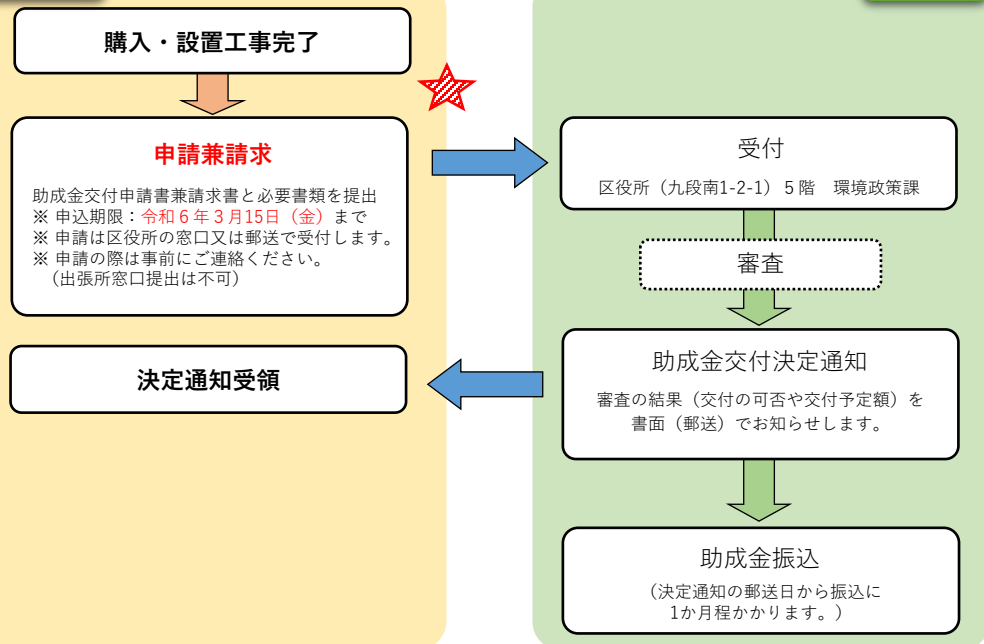 購入・設置工事完了
申請兼請求
助成金交付申請書兼請求書と必要書類を提出
※ 申込期限：令和６年３月15日（金）まで
※ 申請は区役所の窓口又は郵送で受付します。
※ 申請の際は事前にご連絡ください。
（出張所窓口提出は不可）
受付
区役所（九段南1-2-1）５階　環境政策課
審査
助成金交付決定通知
審査の結果（交付の可否や交付予定額）を
書面（郵送）でお知らせします。
決定通知受領
助成金振込
（決定通知の郵送日から振込に
1か月程かかります。）